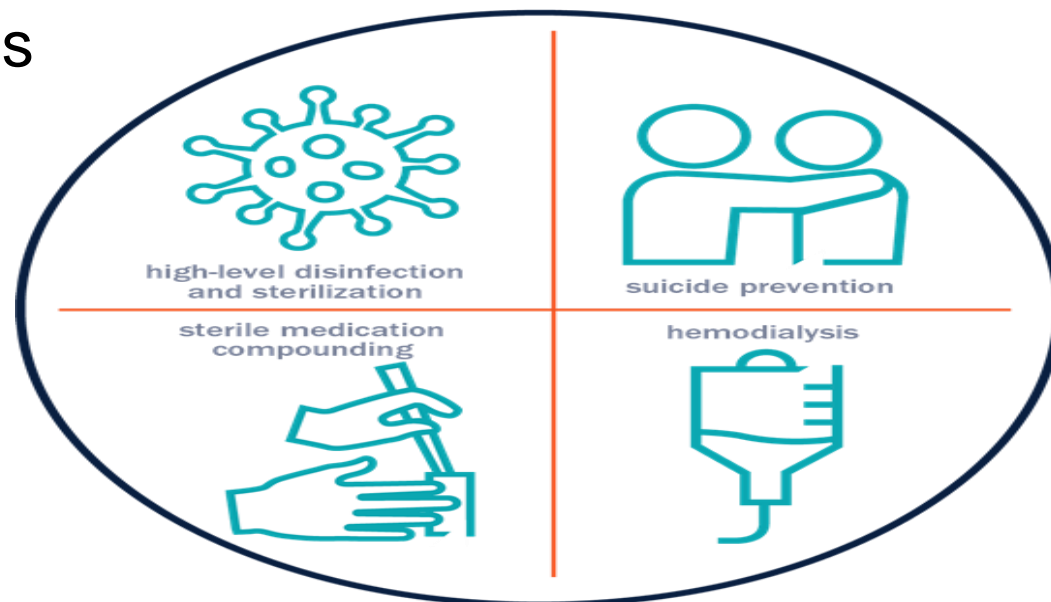 s
high-level disinfection
and sterilization
suicide prevention
sterile medication
compounding
hemodialysis